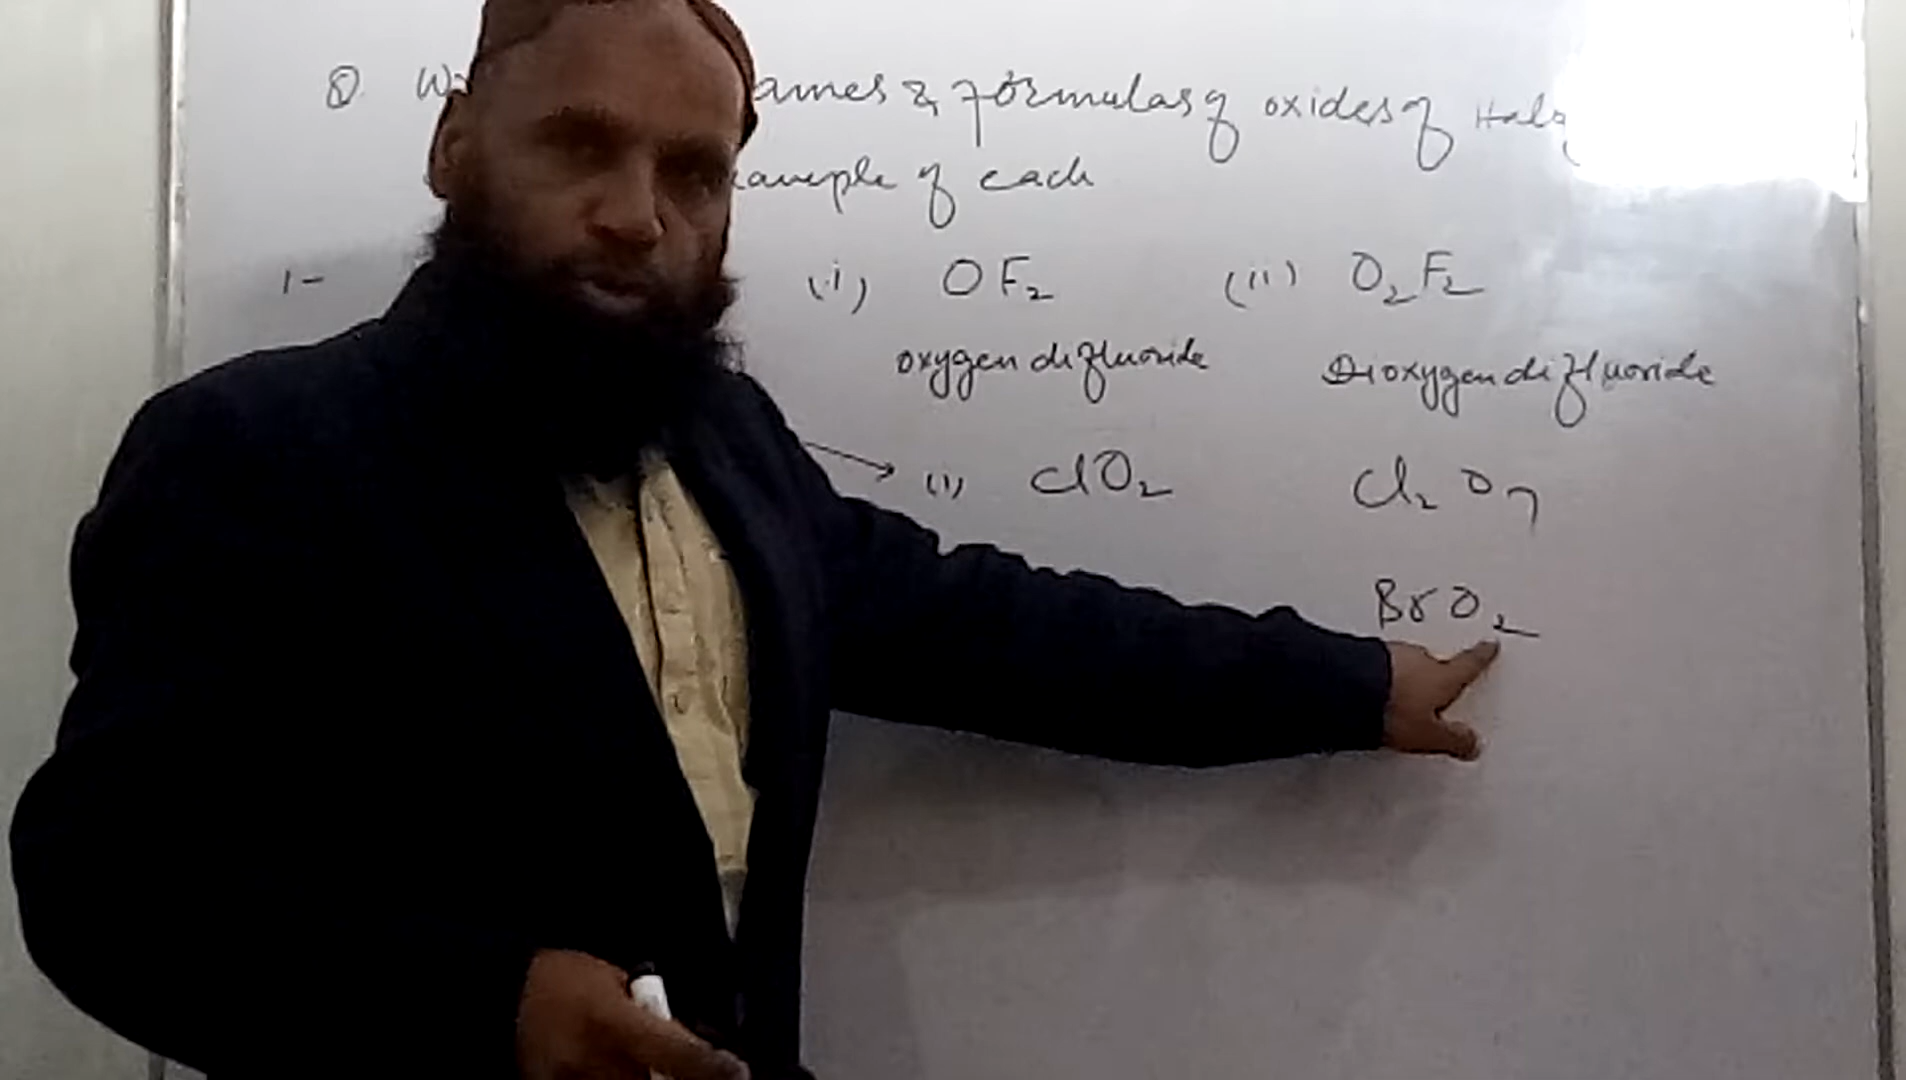 Q. ames & formulas of oxides of Hal
ample of each
1- (i) OF₂ (ii) O₂F₂
oxygen difluoride Dioxygen difluoride
(i) ClO₂ Cl₂O₇
BrO₂